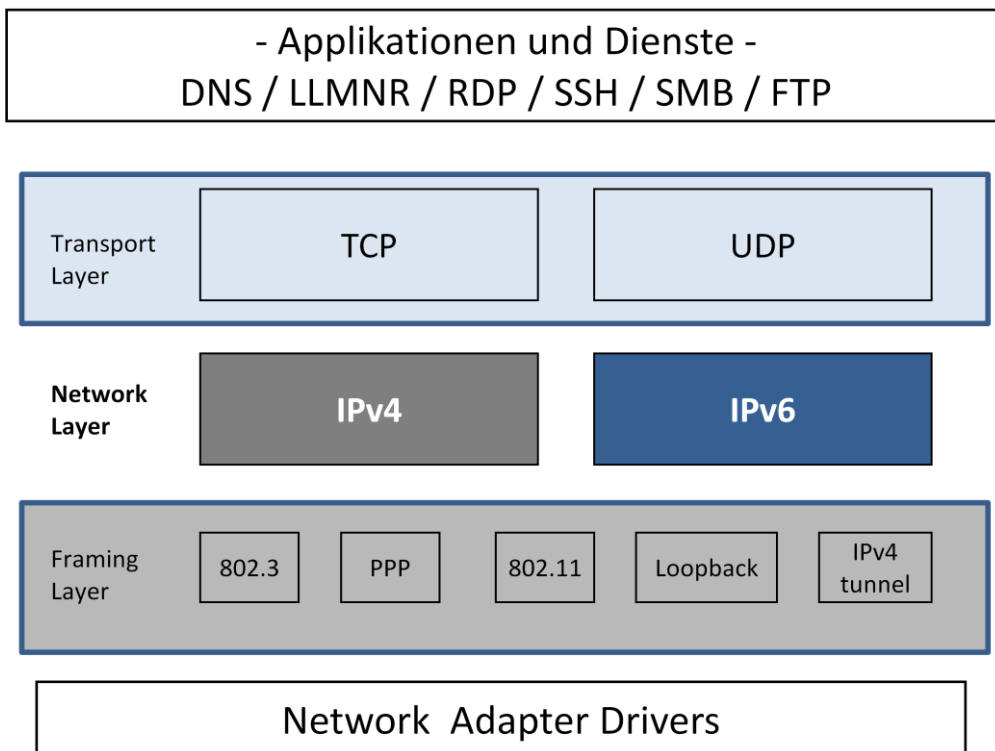 - Applikationen und Dienste -
DNS / LLMNR / RDP / SSH / SMB / FTP
Transport
Layer
TCP
UDP
Network
Layer
IPv4
IPv6
Framing
Layer
802.3
PPP
802.11
Loopback
IPv4
tunnel
Network Adapter Drivers